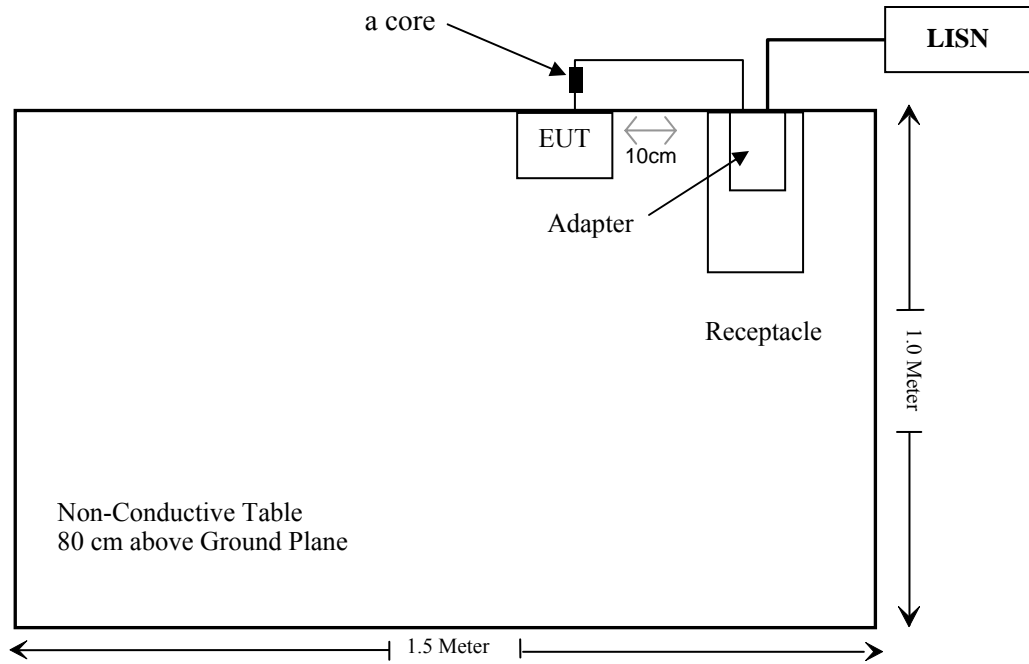 a core
LISN
EUT
10cm
Adapter
Receptacle
1.0 Meter
Non-Conductive Table
80 cm above Ground Plane
1.5 Meter